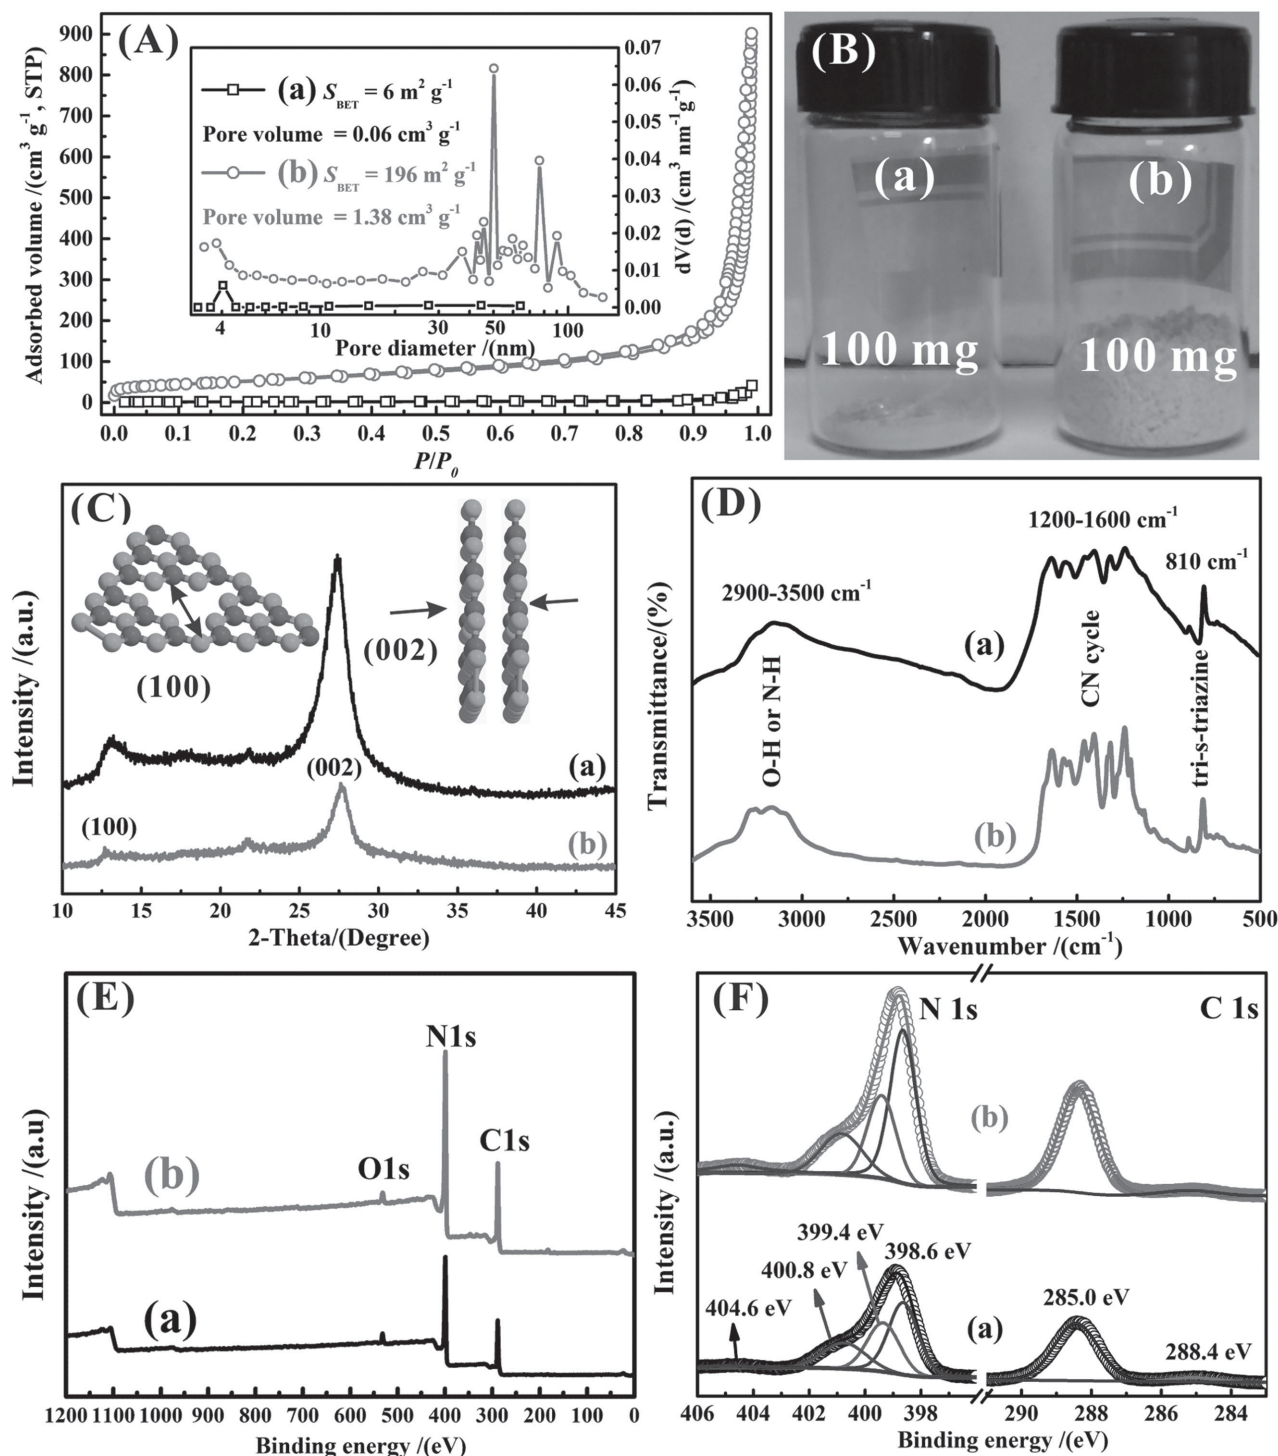 (A)
Adsorbed volume /(cm³ g⁻¹, STP)
900
800
700
600
500
400
300
200
100
0
(a) S_BET = 6 m² g⁻¹
Pore volume = 0.06 cm³ g⁻¹
(b) S_BET = 196 m² g⁻¹
Pore volume = 1.38 cm³ g⁻¹
0.07
0.06
0.05
0.04
0.03
0.02
0.01
0.00
dV(d) /(cm³ nm⁻¹g⁻¹)
4 10 30 50 100
Pore diameter /(nm)
0.0 0.1 0.2 0.3 0.4 0.5 0.6 0.7 0.8 0.9 1.0
P/P₀
(B)
(a) (b)
100 mg 100 mg
(C)
Intensity /(a.u.)
(100)
(002)
(a)
(002)
(100)
(b)
10 15 20 25 30 35 40 45
2-Theta/(Degree)
(D)
Transmittance/(%)
1200-1600 cm⁻¹
810 cm⁻¹
2900-3500 cm⁻¹
(a)
O-H or N-H
CN cycle
tri-s-triazine
(b)
3500 3000 2500 2000 1500 1000 500
Wavenumber /(cm⁻¹)
(E)
Intensity /(a.u)
N1s
C1s
O1s
(b)
(a)
1200 1100 1000 900 800 700 600 500 400 300 200 100 0
Binding energy /(eV)
(F)
Intensity /(a.u.)
N 1s C 1s
(b)
399.4 eV
398.6 eV
400.8 eV
404.6 eV
(a)
285.0 eV
288.4 eV
406 404 402 400 398 290 288 286 284
Binding energy /(eV)